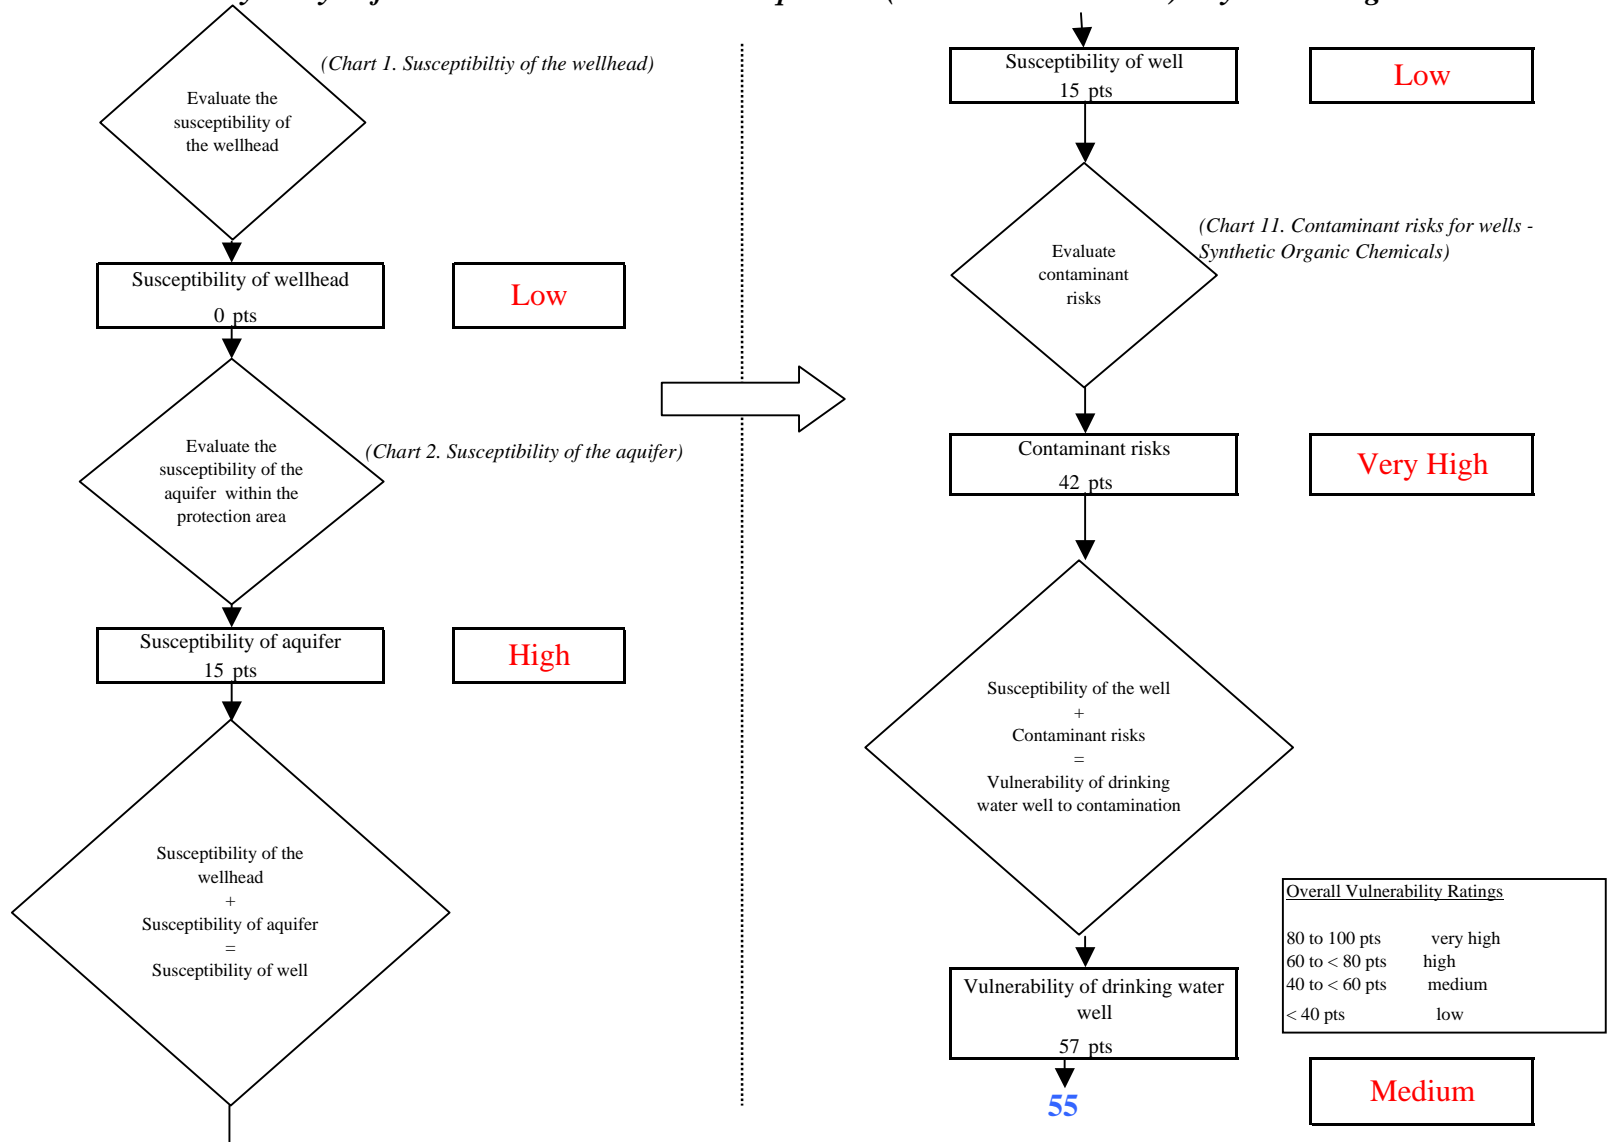 (Chart 1. Susceptibiltiy of the wellhead)
Evaluate the
susceptibility of
the wellhead
Susceptibility of wellhead
0 pts
Low
Evaluate the
susceptibility of the
aquifer within the
protection area
(Chart 2. Susceptibility of the aquifer)
Susceptibility of aquifer
15 pts
High
Susceptibility of the
wellhead
+
Susceptibility of aquifer
=
Susceptibility of well
Susceptibility of well
15 pts
Low
Evaluate
contaminant
risks
(Chart 11. Contaminant risks for wells -
Synthetic Organic Chemicals)
Contaminant risks
42 pts
Very High
Susceptibility of the well
+
Contaminant risks
=
Vulnerability of drinking
water well to contamination
Overall Vulnerability Ratings
80 to 100 pts very high
60 to < 80 pts high
40 to < 60 pts medium
< 40 pts low
Vulnerability of drinking water
well
57 pts
55
Medium